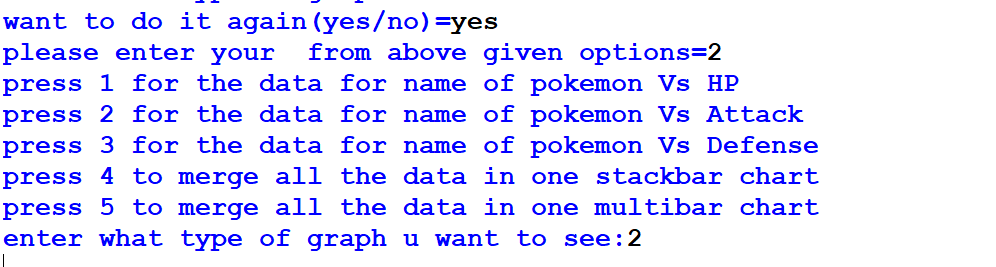 want to do it again(yes/no)=yes
please enter your  from above given options=2
press 1 for the data for name of pokemon Vs HP
press 2 for the data for name of pokemon Vs Attack
press 3 for the data for name of pokemon Vs Defense
press 4 to merge all the data in one stackbar chart
press 5 to merge all the data in one multibar chart
enter what type of graph u want to see:2